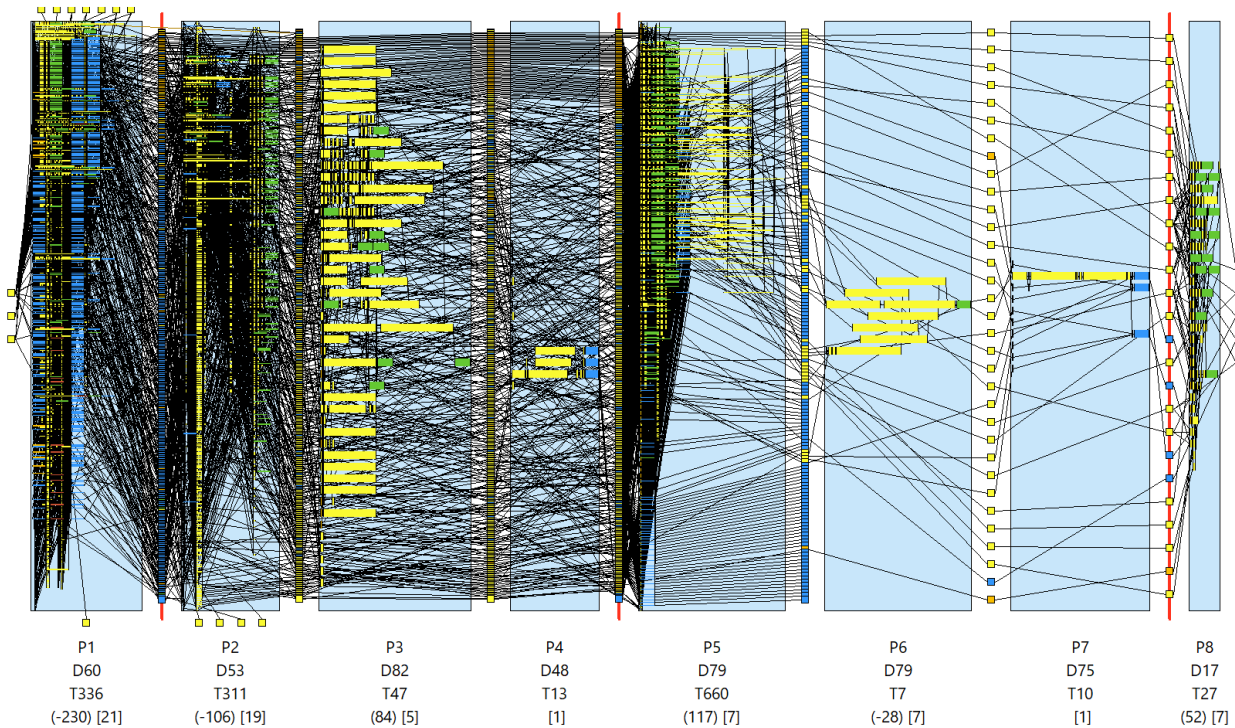 P1 P2 P3 P4 P5 P6 P7 P8
D60 D53 D82 D48 D79 D79 D75 D17
T336 T311 T47 T13 T660 T7 T10 T27
(-230) [21] (-106) [19] (84) [5] [1] (117) [7] (-28) [7] [1] (52) [7]